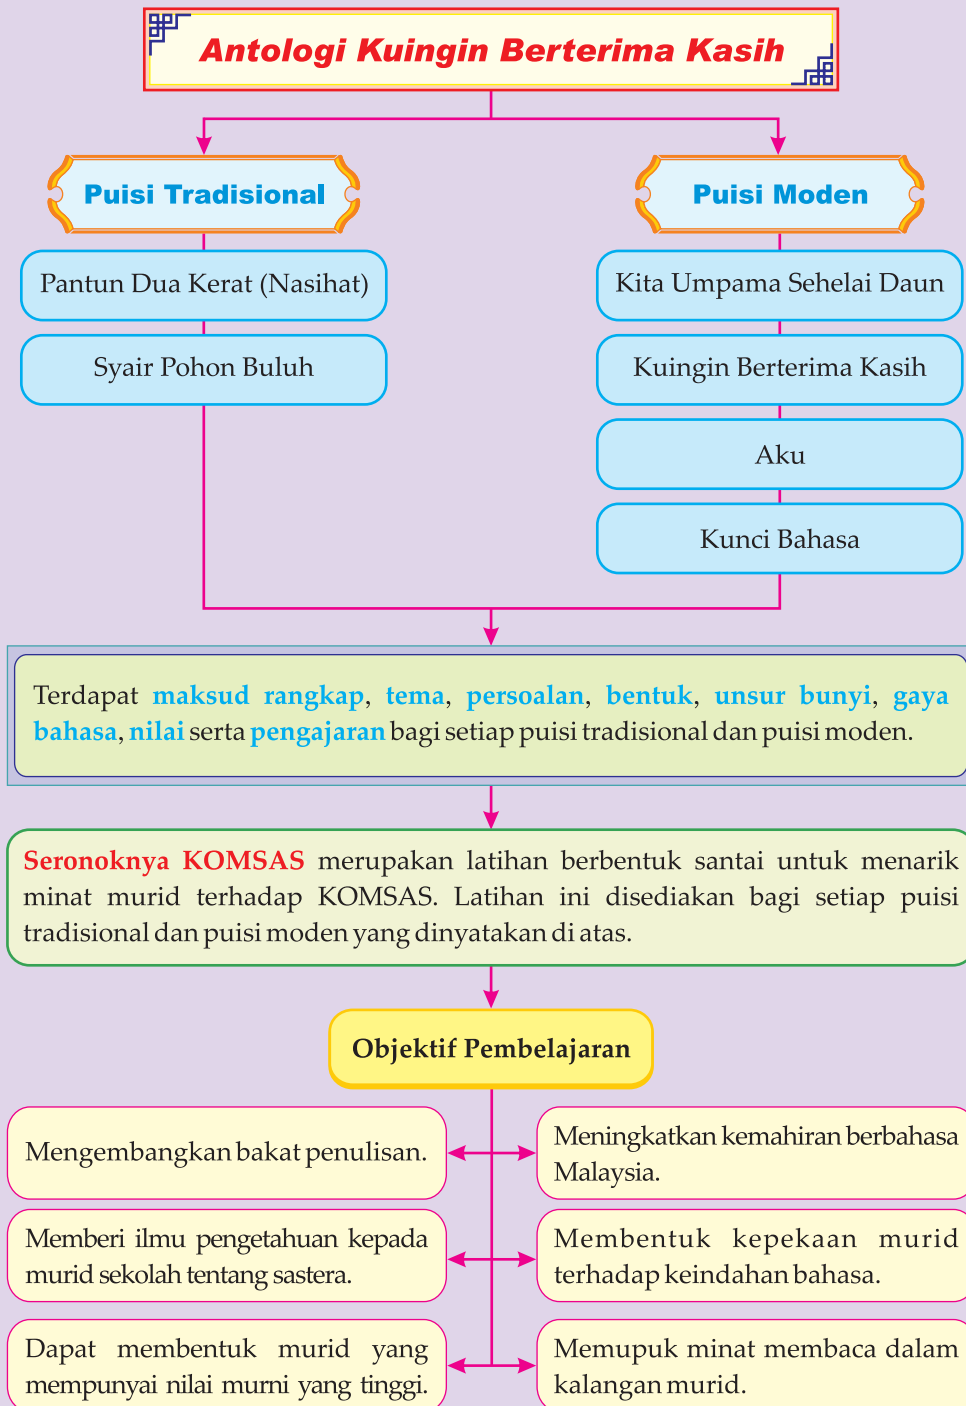 Antologi Kuingin Berterima Kasih
Puisi Tradisional
Pantun Dua Kerat (Nasihat)
Syair Pohon Buluh
Puisi Moden
Kita Umpama Sehelai Daun
Kuingin Berterima Kasih
Aku
Kunci Bahasa
Terdapat maksud rangkap, tema, persoalan, bentuk, unsur bunyi, gaya
bahasa, nilai serta pengajaran bagi setiap puisi tradisional dan puisi moden.
Seronoknya KOMSAS merupakan latihan berbentuk santai untuk menarik
minat murid terhadap KOMSAS. Latihan ini disediakan bagi setiap puisi
tradisional dan puisi moden yang dinyatakan di atas.
Objektif Pembelajaran
Mengembangkan bakat penulisan.
Meningkatkan kemahiran berbahasa
Malaysia.
Memberi ilmu pengetahuan kepada
murid sekolah tentang sastera.
Membentuk kepekaan murid
terhadap keindahan bahasa.
Dapat membentuk murid yang
mempunyai nilai murni yang tinggi.
Memupuk minat membaca dalam
kalangan murid.